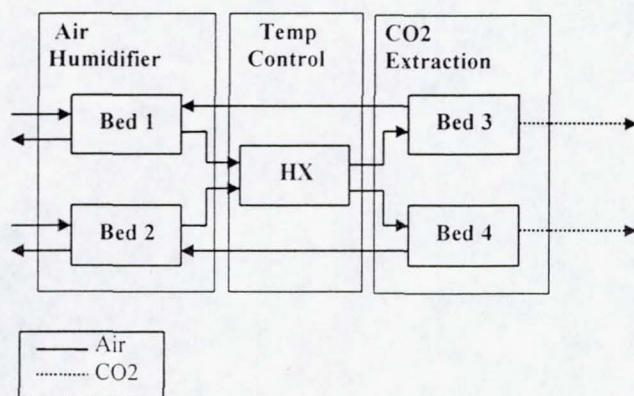 Air
Humidifier
Temp
Control
CO2
Extraction
Bed 1
Bed 3
HX
Bed 2
Bed 4
Air
CO2